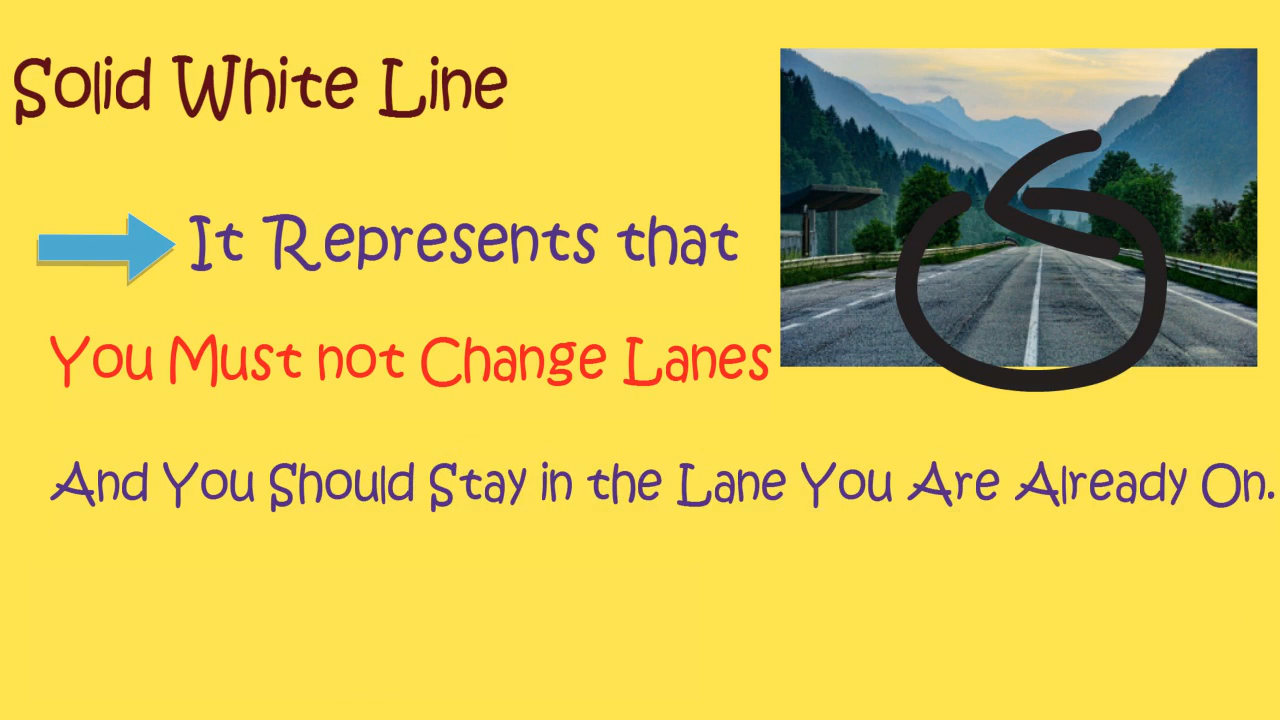 Solid White Line
It Represents that
You Must not Change Lanes
And You Should Stay in the Lane You Are Already On.